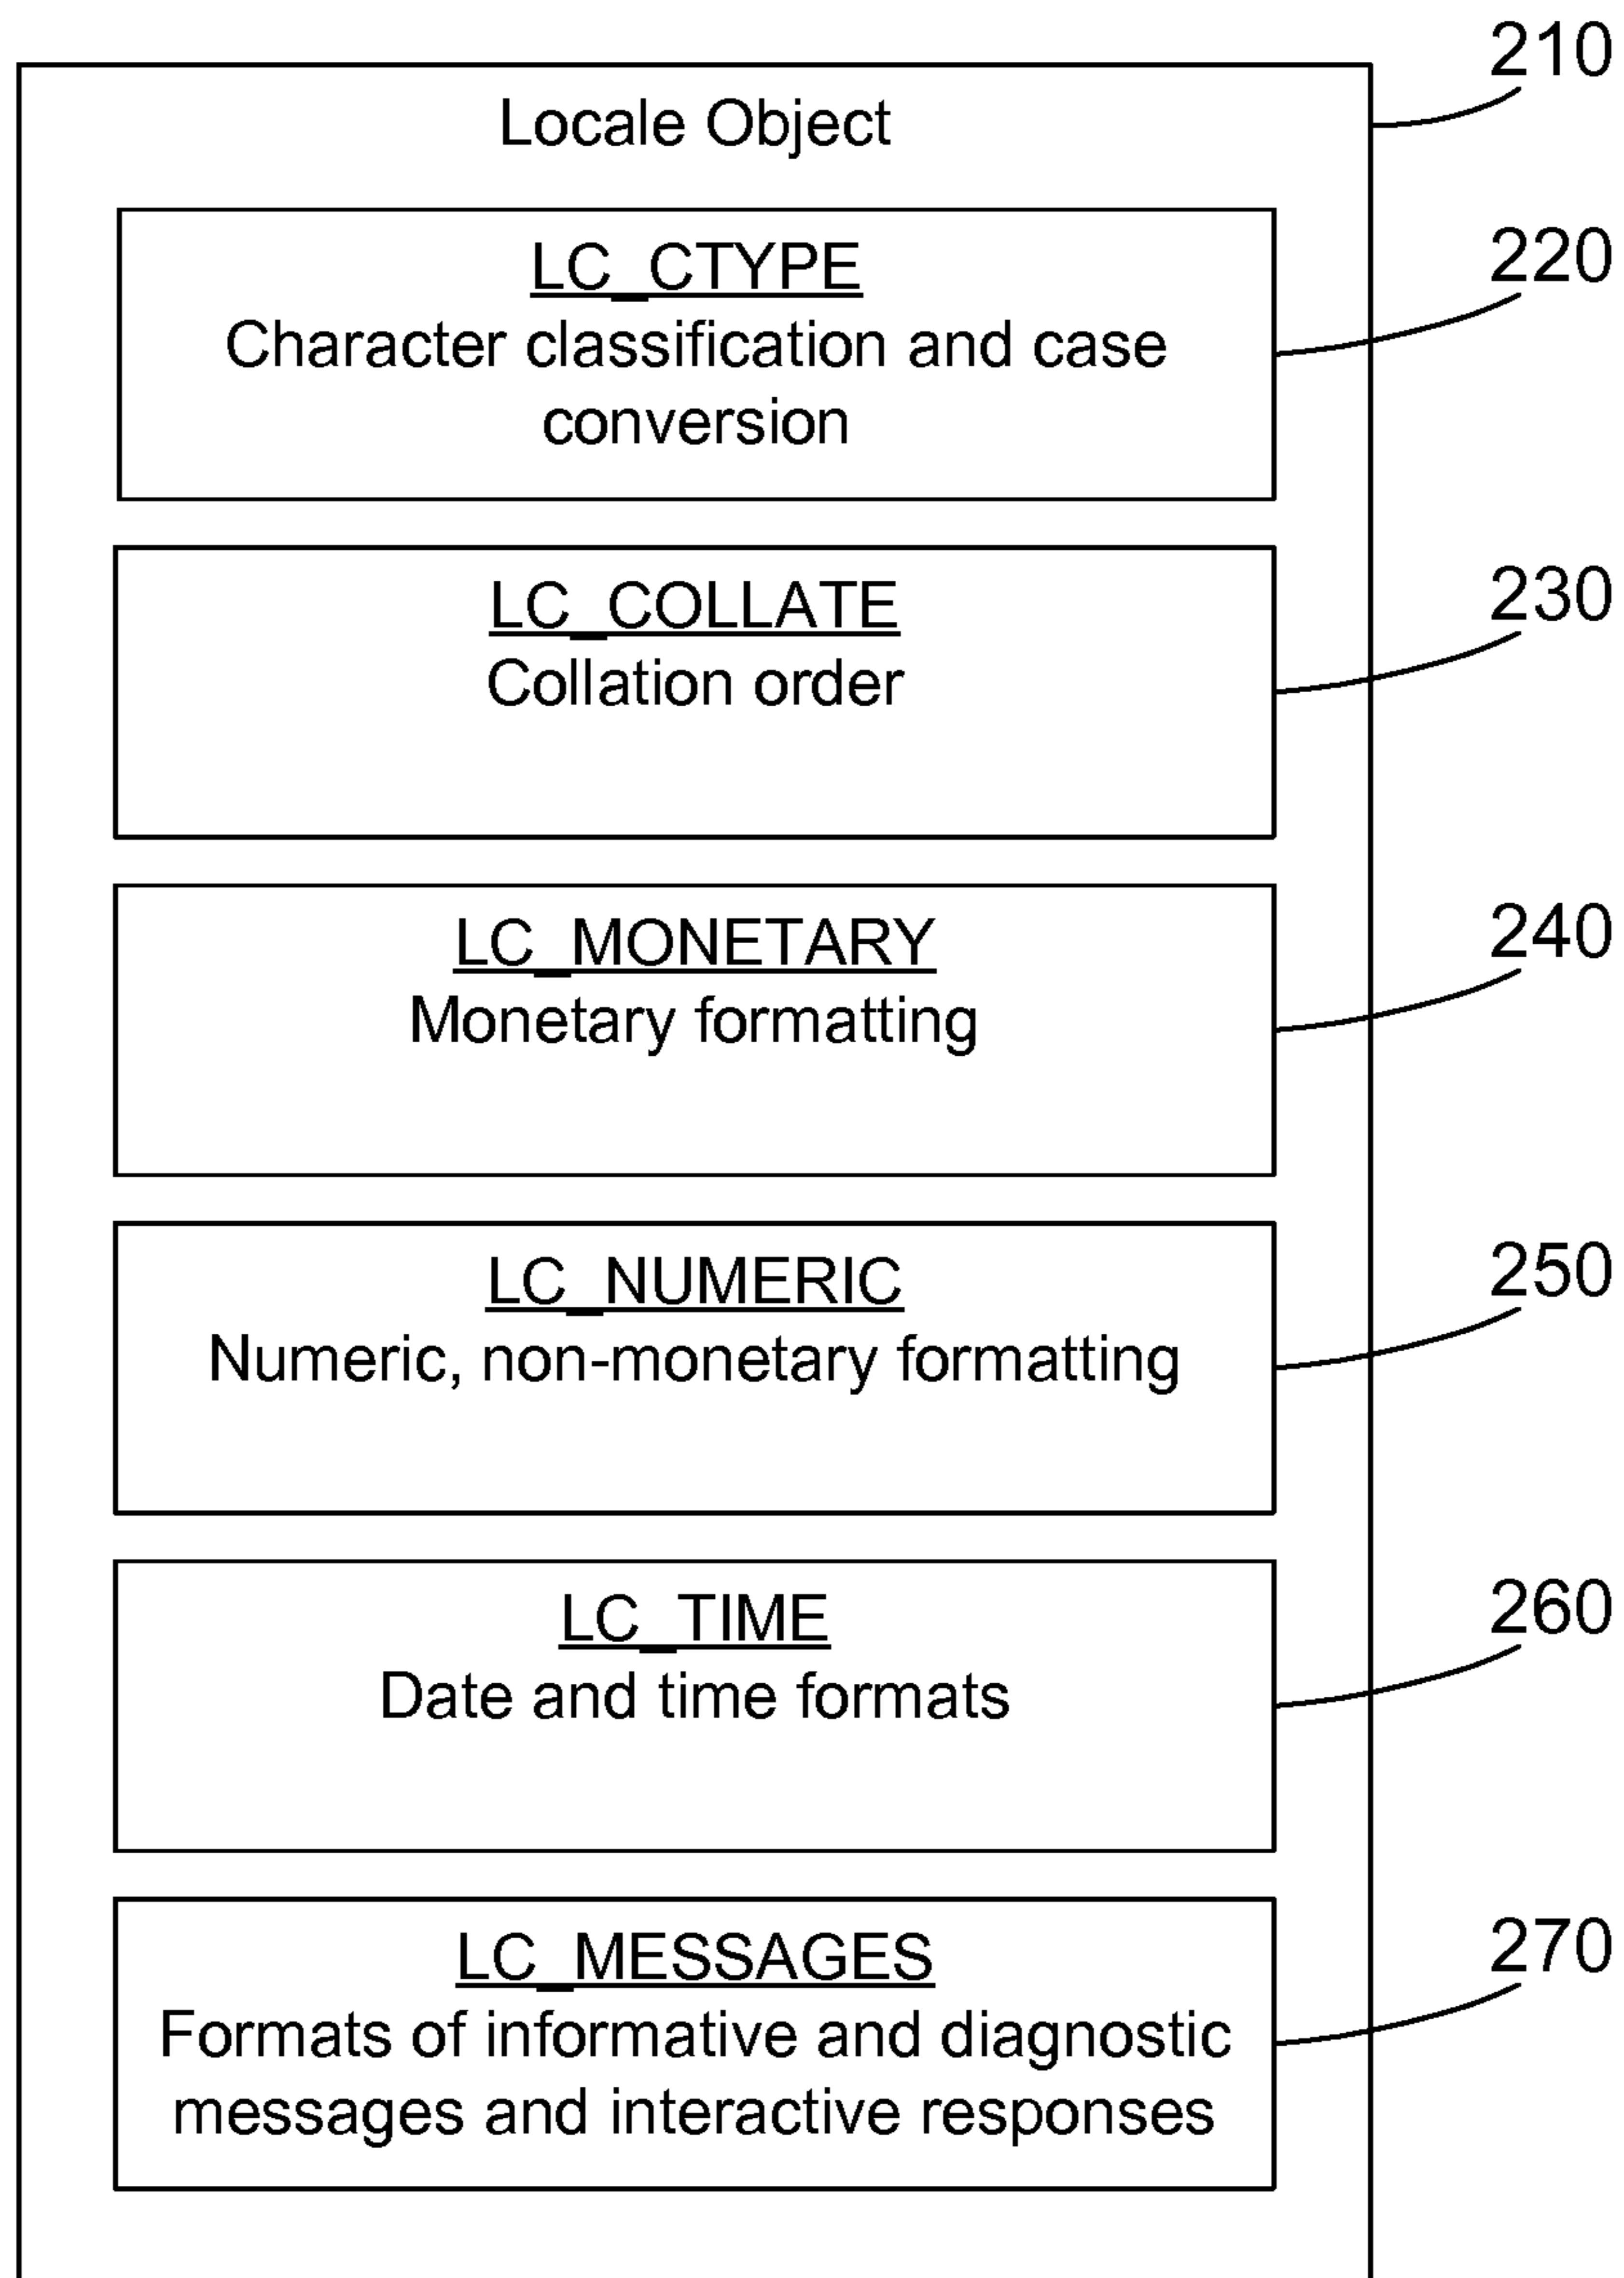 210
Locale Object
220
LC_CTYPE
Character classification and case
conversion
230
LC_COLLATE
Collation order
240
LC_MONETARY
Monetary formatting
250
LC_NUMERIC
Numeric, non-monetary formatting
260
LC_TIME
Date and time formats
270
LC_MESSAGES
Formats of informative and diagnostic
messages and interactive responses